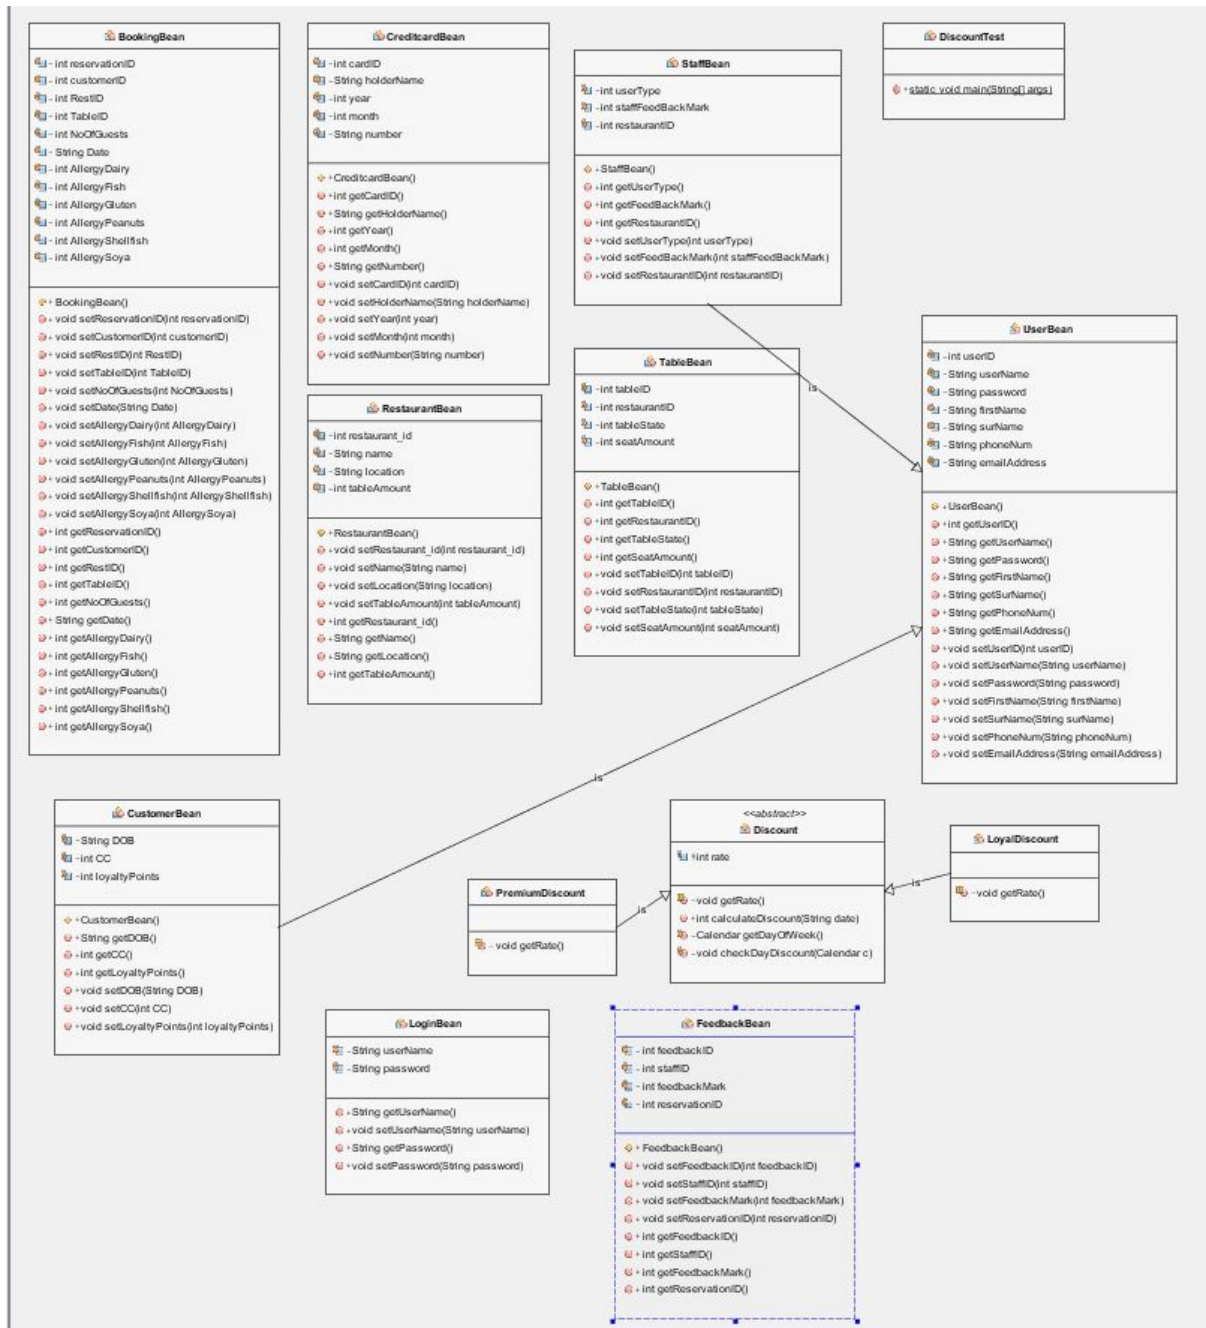 BookingBean
- int reservationID
- int customerID
- int RestID
- int TableID
- int NoOfGuests
- String Date
- int AllergyDairy
- int AllergyFish
- int AllergyGluten
- int AllergyPeanuts
- int AllergyShellfish
- int AllergySoya
+ BookingBean()
+ void setReservationID(int reservationID)
+ void setCustomerID(int customerID)
+ void setRestID(int RestID)
+ void setTableID(int TableID)
+ void setNoOfGuests(int NoOfGuests)
+ void setDate(String Date)
+ void setAllergyDairy(int AllergyDairy)
+ void setAllergyFish(int AllergyFish)
+ void setAllergyGluten(int AllergyGluten)
+ void setAllergyPeanuts(int AllergyPeanuts)
+ void setAllergyShellfish(int AllergyShellfish)
+ void setAllergySoya(int AllergySoya)
+ int getReservationID()
+ int getCustomerID()
+ int getRestID()
+ int getTableID()
+ int getNoOfGuests()
+ String getDate()
+ int getAllergyDairy()
+ int getAllergyFish()
+ int getAllergyGluten()
+ int getAllergyPeanuts()
+ int getAllergyShellfish()
+ int getAllergySoya()
CreditcardBean
-int cardID
-String holderName
-int year
-int month
-String number
+CreditcardBean()
+int getCardID()
+String getHolderName()
+int getYear()
+int getMonth()
+String getNumber()
+void setCardID(int cardID)
+void setHolderName(String holderName)
+void setYear(int year)
+void setMonth(int month)
+void setNumber(String number)
StaffBean
-int userType
-int staffFeedBackMark
-int restaurantID
+StaffBean()
+int getUserType()
+int getFeedBackMark()
+int getRestaurantID()
+void setUserType(int userType)
+void setFeedBackMark(int staffFeedBackMark)
+void setRestaurantID(int restaurantID)
DiscountTest
+static void main(String[] args)
RestaurantBean
-int restaurant_id
-String name
-String location
-int tableAmount
+RestaurantBean()
+void setRestaurant_id(int restaurant_id)
+void setName(String name)
+void setLocation(String location)
+void setTableAmount(int tableAmount)
+int getRestaurant_id()
+String getName()
+String getLocation()
+int getTableAmount()
TableBean
-int tableID
-int restaurantID
-int tableState
-int seatAmount
+TableBean()
+int getTableID()
+int getRestaurantID()
+int getTableState()
+int getSeatAmount()
+void setTableID(int tableID)
+void setRestaurantID(int restaurantID)
+void setTableState(int tableState)
+void setSeatAmount(int seatAmount)
is
UserBean
-int userID
-String userName
-String password
-String firstName
-String surName
-String phoneNum
-String emailAddress
+UserBean()
+int getUserID()
+String getUserName()
+String getPassword()
+String getFirstName()
+String getSurName()
+String getPhoneNum()
+String getEmailAddress()
+void setUserID(int userID)
+void setUserName(String userName)
+void setPassword(String password)
+void setFirstName(String firstName)
+void setSurName(String surName)
+void setPhoneNum(String phoneNum)
+void setEmailAddress(String emailAddress)
is
CustomerBean
-String DOB
-int CC
-int loyaltyPoints
+CustomerBean()
+String getDOB()
+int getCC()
+int getLoyaltyPoints()
+void setDOB(String DOB)
+void setCC(int CC)
+void setLoyaltyPoints(int loyaltyPoints)
PremiumDiscount
~ void getRate()
is
<<abstract>>
Discount
+int rate
~void getRate()
+int calculateDiscount(String date)
~Calendar getDayOfWeek()
~void checkDayDiscount(Calendar c)
is
LoyalDiscount
~void getRate()
LoginBean
-String userName
-String password
+String getUserName()
+void setUserName(String userName)
+String getPassword()
+void setPassword(String password)
FeedbackBean
- int feedbackID
- int staffID
- int feedbackMark
- int reservationID
+ FeedbackBean()
+ void setFeedbackID(int feedbackID)
+ void setStaffID(int staffID)
+ void setFeedbackMark(int feedbackMark)
+ void setReservationID(int reservationID)
+ int getFeedbackID()
+ int getStaffID()
+ int getFeedbackMark()
+ int getReservationID()